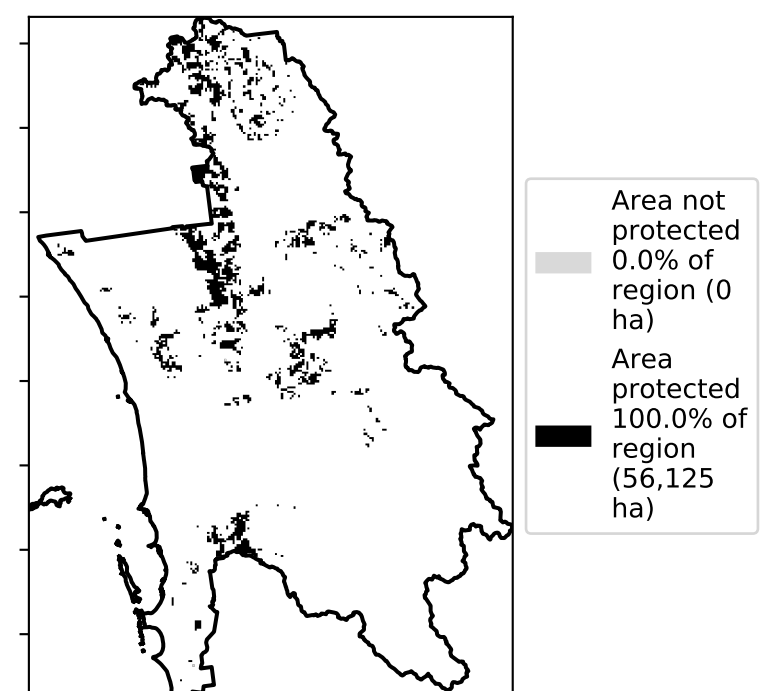 Area not
protected
0.0% of
region (0
ha)
Area
protected
100.0% of
region
(56,125
ha)